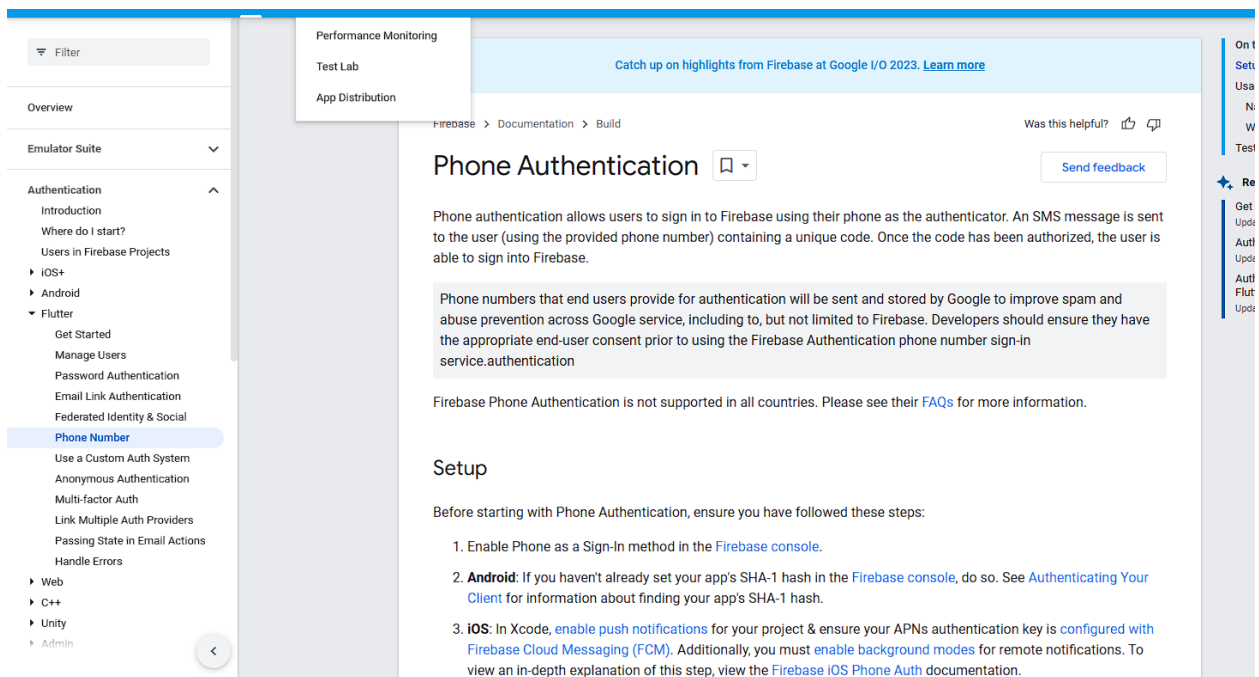 Filter
Overview
Emulator Suite
Authentication
Introduction
Where do I start?
Users in Firebase Projects
iOS+
Android
Flutter
Get Started
Manage Users
Password Authentication
Email Link Authentication
Federated Identity & Social
Phone Number
Use a Custom Auth System
Anonymous Authentication
Multi-factor Auth
Link Multiple Auth Providers
Passing State in Email Actions
Handle Errors
Web
C++
Unity
Admin
Performance Monitoring
Test Lab
App Distribution
Catch up on highlights from Firebase at Google I/O 2023. Learn more
Firebase > Documentation > Build
Was this helpful?
Phone Authentication
Send feedback
Phone authentication allows users to sign in to Firebase using their phone as the authenticator. An SMS message is sent
to the user (using the provided phone number) containing a unique code. Once the code has been authorized, the user is
able to sign into Firebase.
Phone numbers that end users provide for authentication will be sent and stored by Google to improve spam and
abuse prevention across Google service, including to, but not limited to Firebase. Developers should ensure they have
the appropriate end-user consent prior to using the Firebase Authentication phone number sign-in
service.authentication
Firebase Phone Authentication is not supported in all countries. Please see their FAQs for more information.
Setup
Before starting with Phone Authentication, ensure you have followed these steps:
1. Enable Phone as a Sign-In method in the Firebase console.
2. Android: If you haven't already set your app's SHA-1 hash in the Firebase console, do so. See Authenticating Your
Client for information about finding your app's SHA-1 hash.
3. iOS: In Xcode, enable push notifications for your project & ensure your APNs authentication key is configured with
Firebase Cloud Messaging (FCM). Additionally, you must enable background modes for remote notifications. To
view an in-depth explanation of this step, view the Firebase iOS Phone Auth documentation.
On
Test
Get